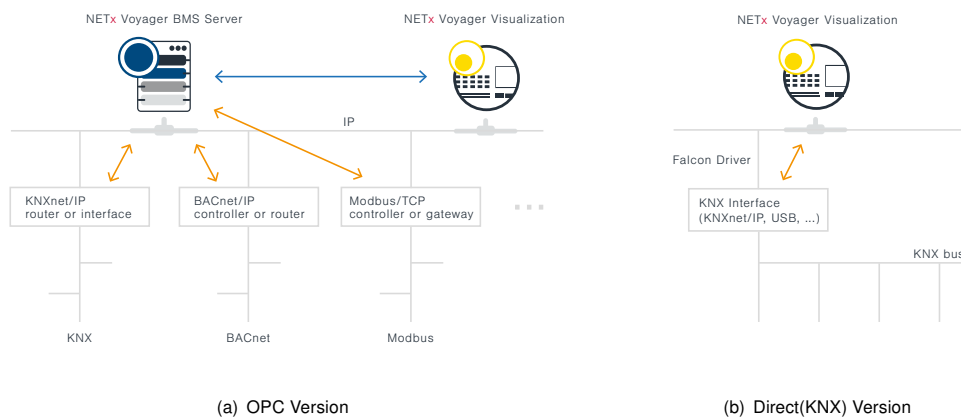 NETx Voyager BMS Server
NETx Voyager Visualization
IP
KNXnet/IP
router or interface
BACnet/IP
controller or router
Modbus/TCP
controller or gateway
...
KNX
BACnet
Modbus
(a) OPC Version
NETx Voyager Visualization
Falcon Driver
KNX Interface
(KNXnet/IP, USB, ...)
KNX bus
(b) Direct(KNX) Version